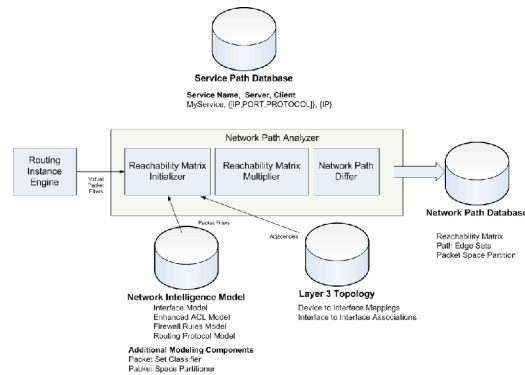 Service Path Database
Service Name, Server, Client
MyService, {[IP,PORT,PROTOCOL]}, {IP}
Network Path Analyzer
Routing
Instance
Engine
Virtual
Packet
Filters
Reachability Matrix
Initializer
Reachability Matrix
Multiplier
Network Path
Differ
Network Path Database
Reachability Matrix
Path Edge Sets
Packet Space Partition
Packet Filters
Adjacencies
Network Intelligence Model
Interface Model
Enhanced ACL Model
Firewall Rules Model
Routing Protocol Model
Additional Modeling Components
Packet Set Classifier
Packet Space Partitioner
Layer 3 Topology
Device to Interface Mappings
Interface to Interface Associations